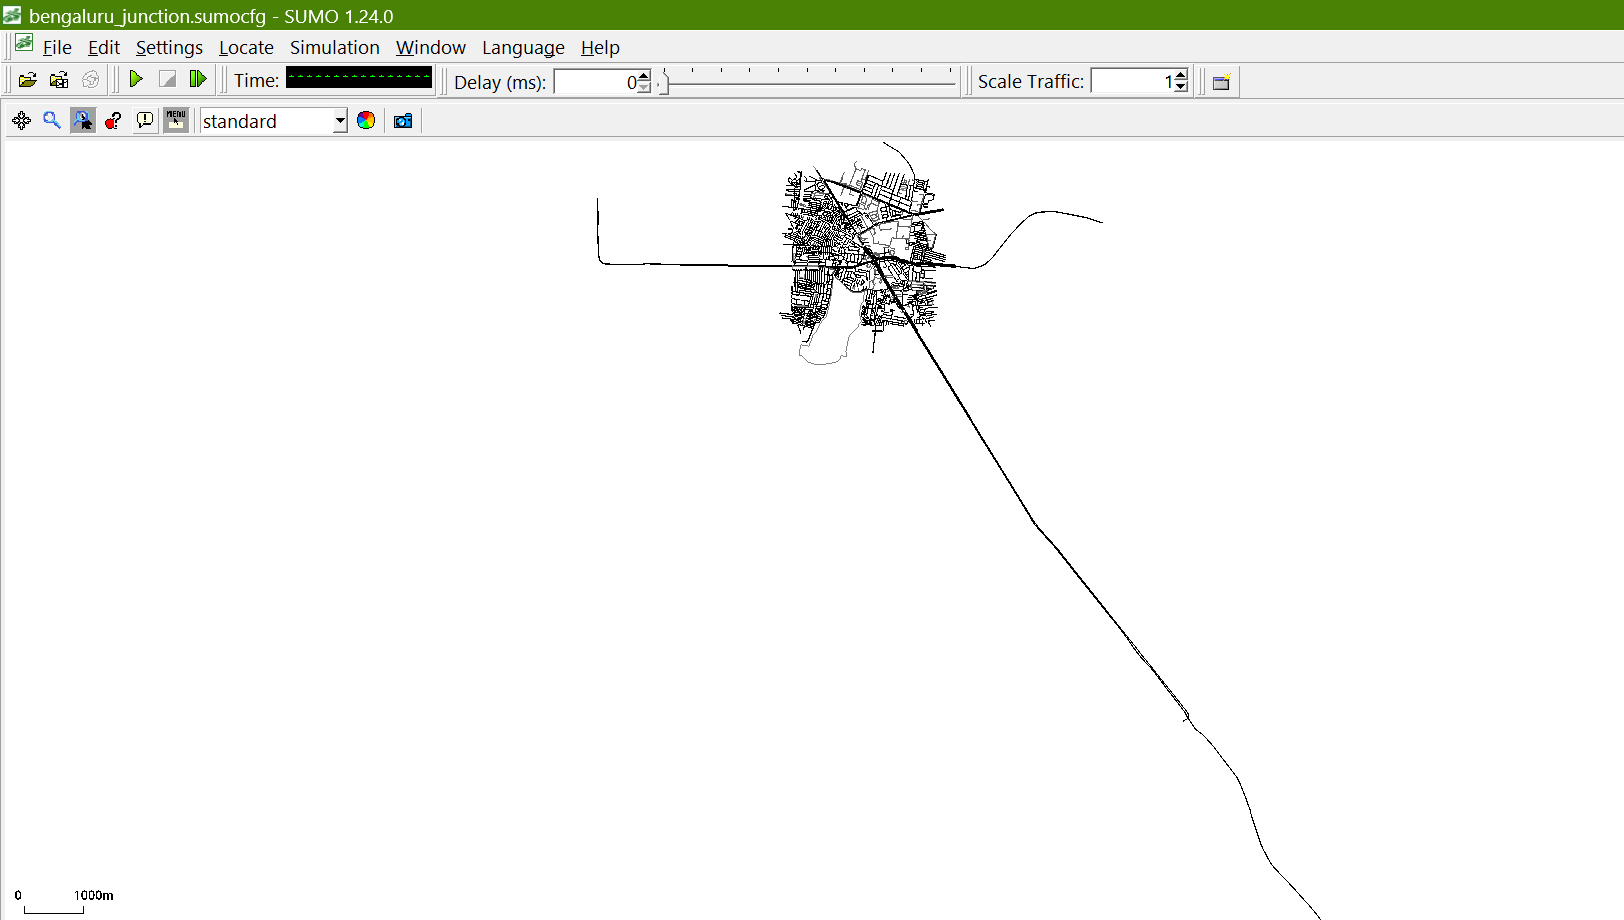 bengaluru_junction.sumocfg - SUMO 1.24.0
File Edit Settings Locate Simulation Window Language Help
Time: Delay (ms): 0 Scale Traffic: 1
MENU standard
0 1000m